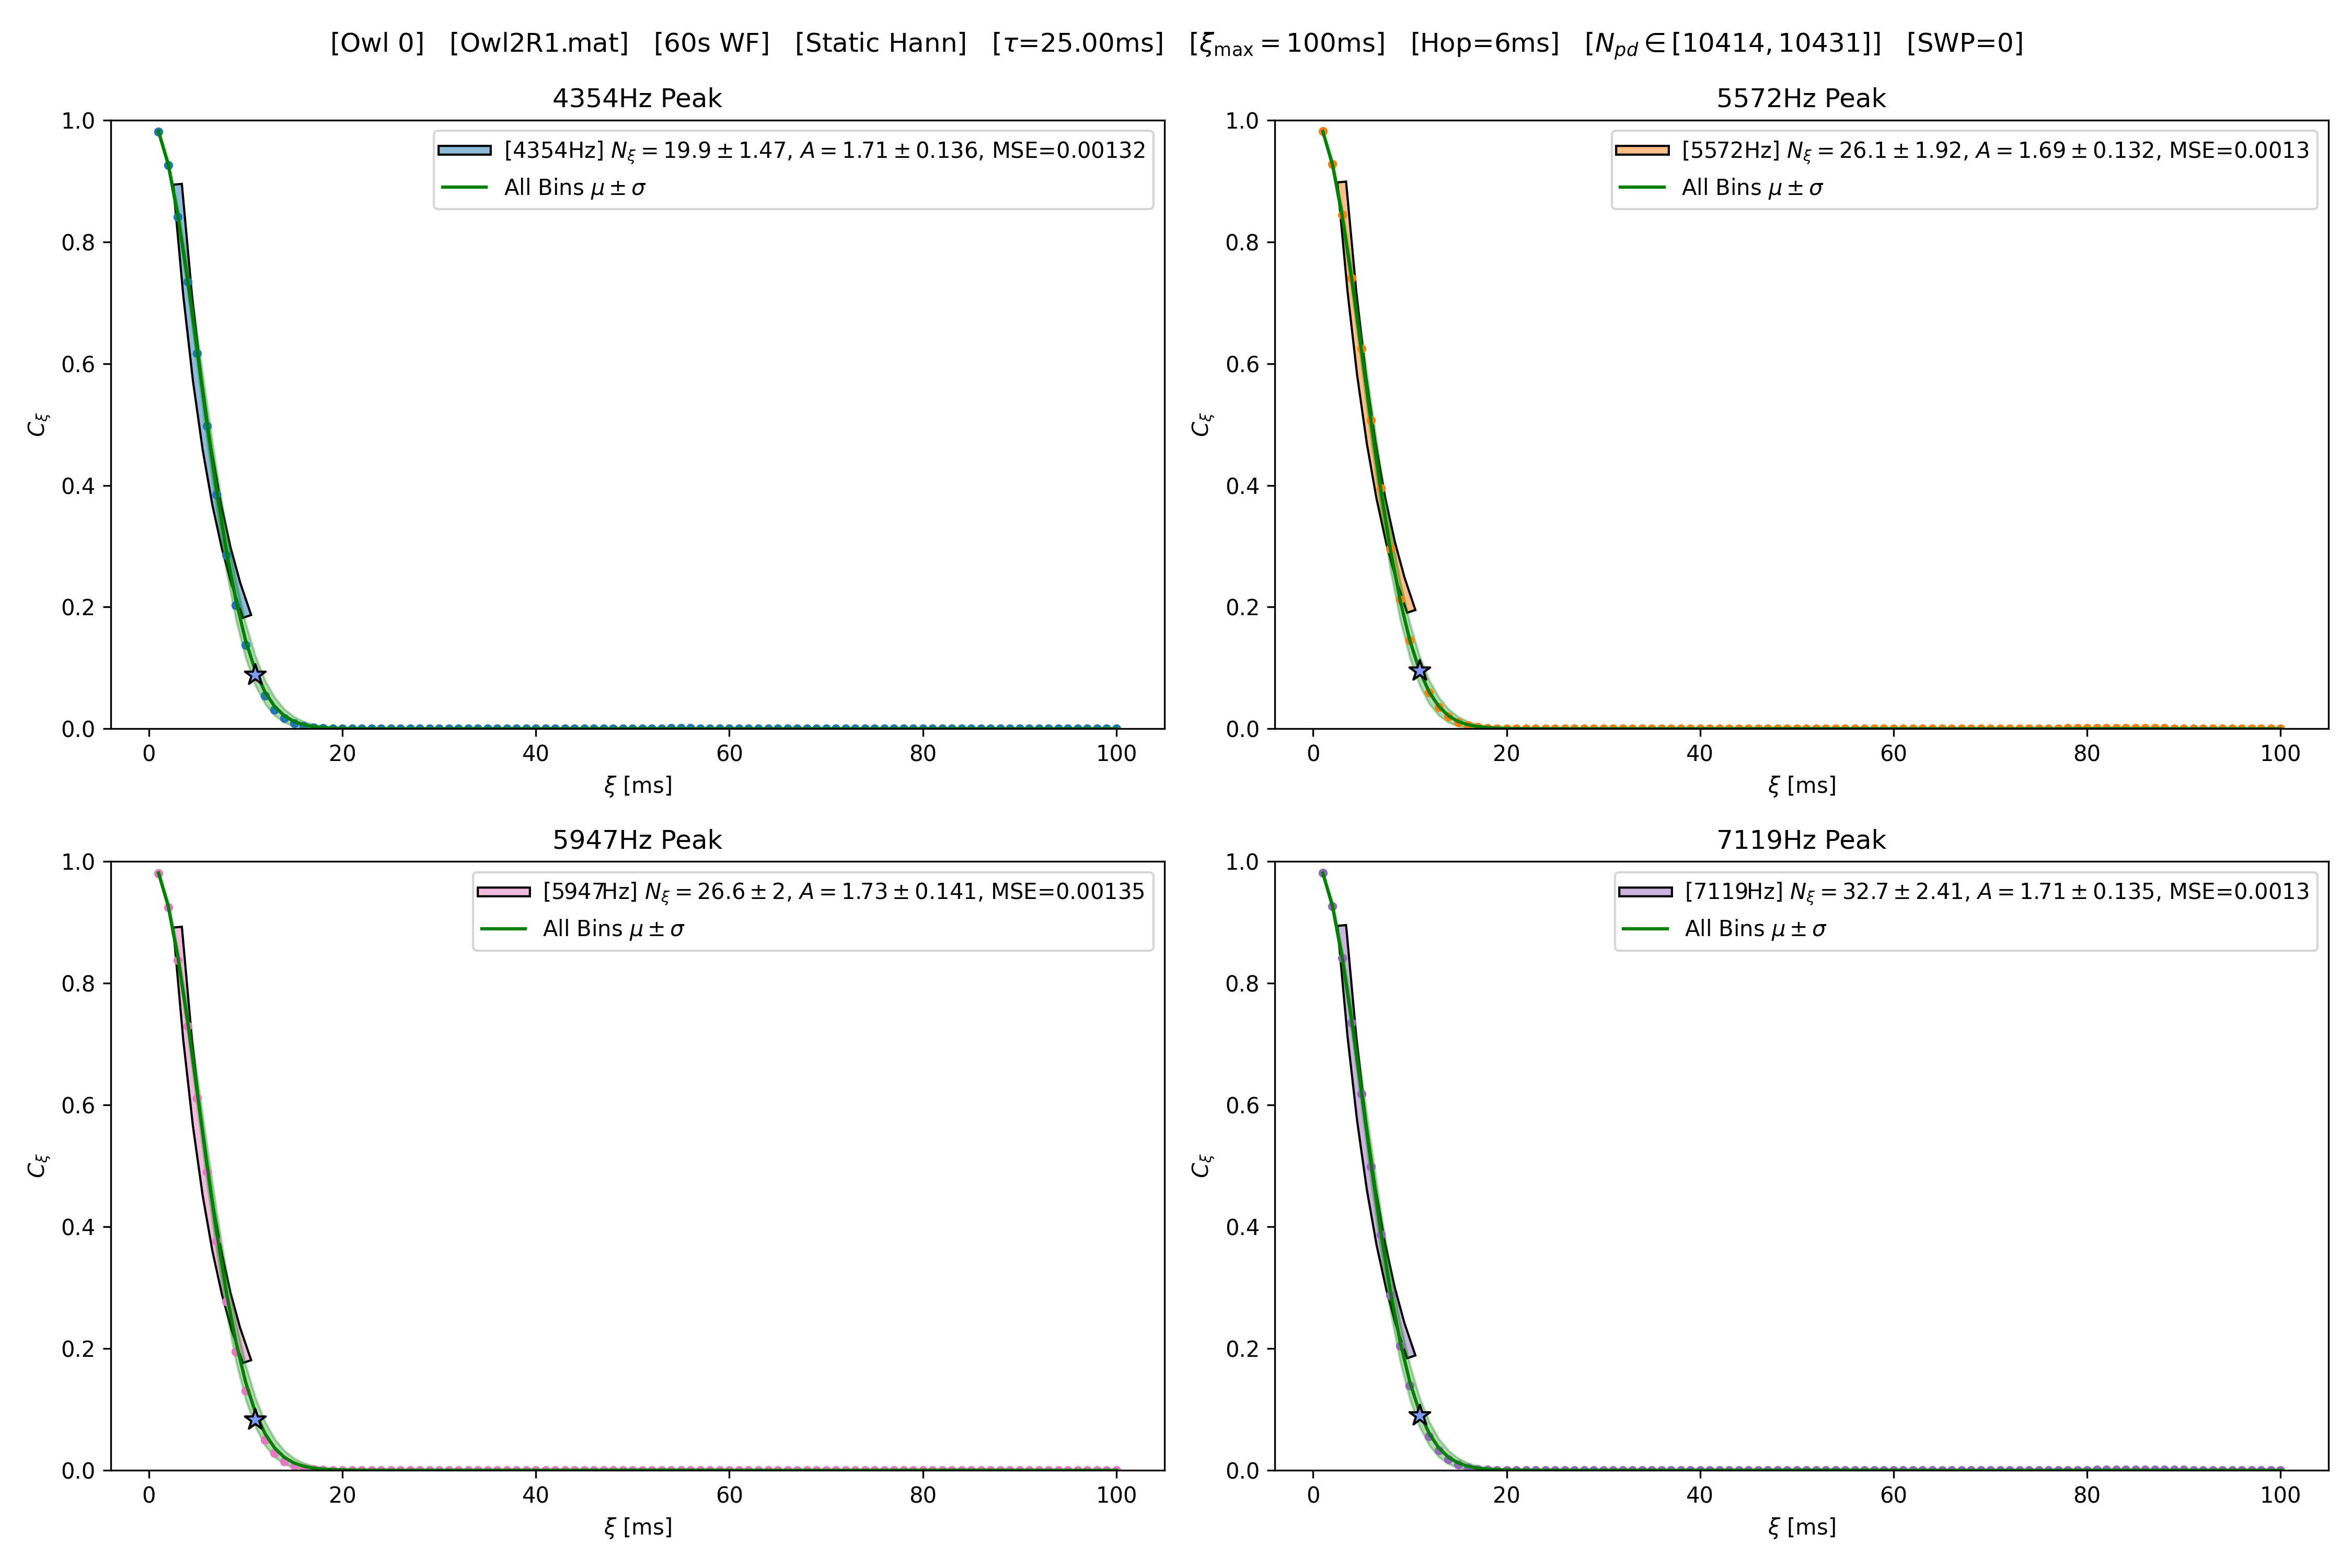 [Owl 0] [Owl2R1.mat] [60s WF] [Static Hann] [τ=25.00ms] [ξmax = 100ms] [Hop=6ms] [Npd ∈ [10414, 10431]] [SWP=0]
4354Hz Peak
1.0
0.8
0.6
0.4
0.2
0.0
Cξ
[4354Hz] Nξ = 19.9 ± 1.47, A = 1.71 ± 0.136, MSE=0.00132
All Bins μ ± σ
0 20 40 60 80 100
ξ [ms]
5572Hz Peak
1.0
0.8
0.6
0.4
0.2
0.0
Cξ
[5572Hz] Nξ = 26.1 ± 1.92, A = 1.69 ± 0.132, MSE=0.0013
All Bins μ ± σ
0 20 40 60 80 100
ξ [ms]
5947Hz Peak
1.0
0.8
0.6
0.4
0.2
0.0
Cξ
[5947Hz] Nξ = 26.6 ± 2, A = 1.73 ± 0.141, MSE=0.00135
All Bins μ ± σ
0 20 40 60 80 100
ξ [ms]
7119Hz Peak
1.0
0.8
0.6
0.4
0.2
0.0
Cξ
[7119Hz] Nξ = 32.7 ± 2.41, A = 1.71 ± 0.135, MSE=0.0013
All Bins μ ± σ
0 20 40 60 80 100
ξ [ms]